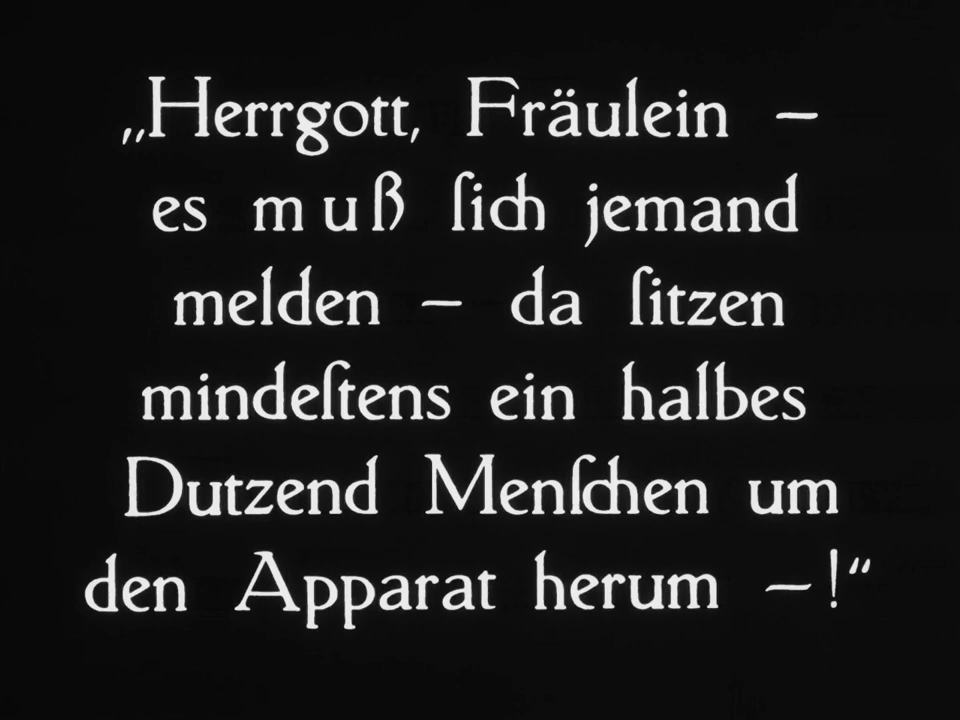 „Herrgott, Fräulein –
es muß ſich jemand
melden – da ſitzen
mindeſtens ein halbes
Dutzend Menſchen um
den Apparat herum –!“